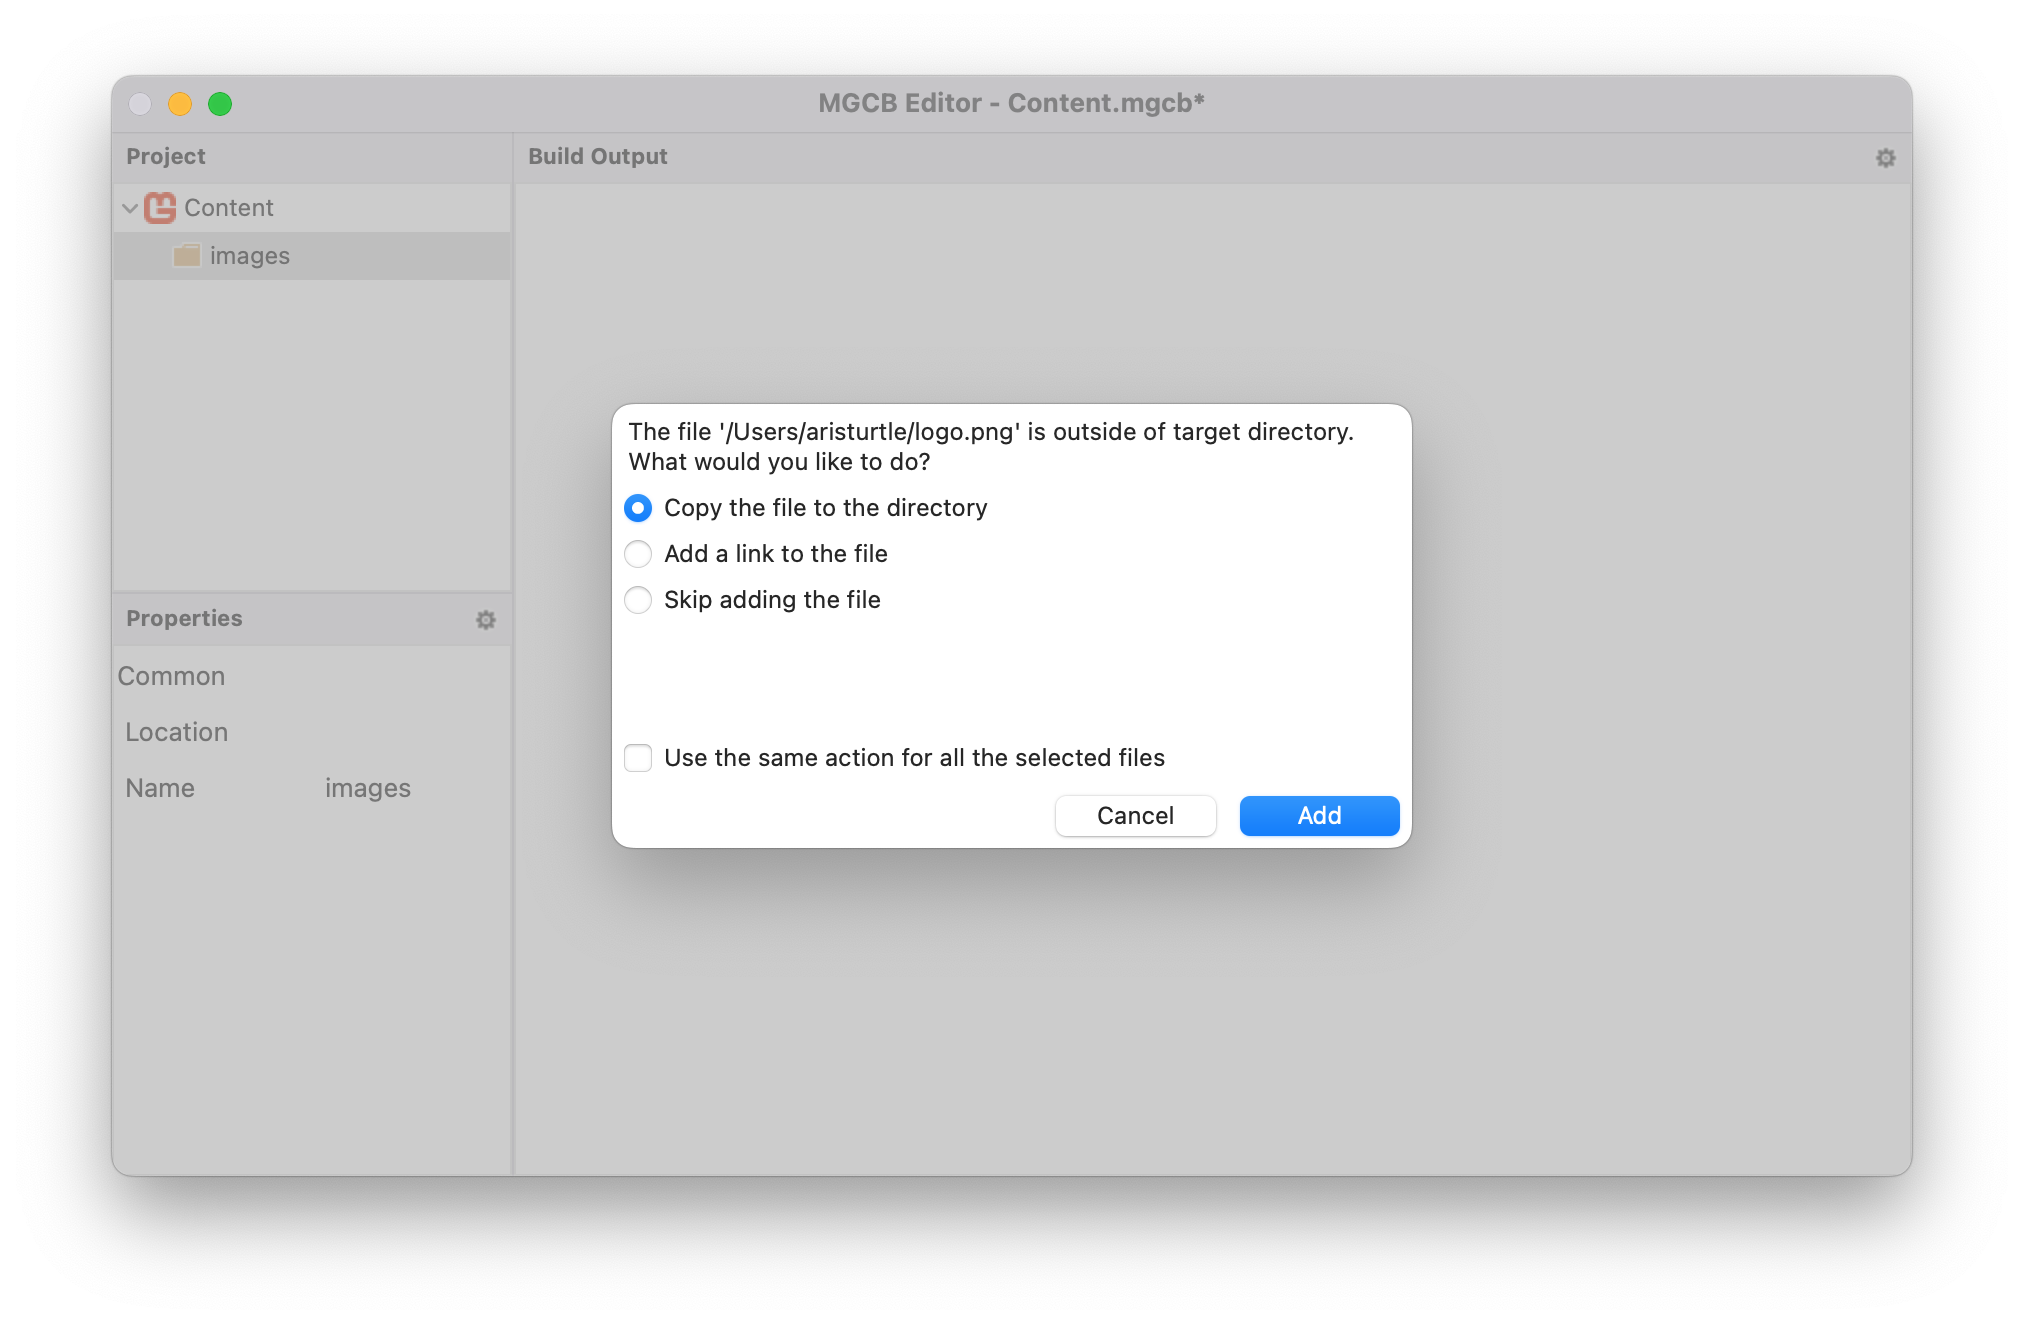 MGCB Editor - Content.mgcb*
Project
Build Output
Content
images
The file '/Users/aristurtle/logo.png' is outside of target directory.
What would you like to do?
Copy the file to the directory
Add a link to the file
Skip adding the file
Properties
Common
Location
Name images
Use the same action for all the selected files
Cancel Add